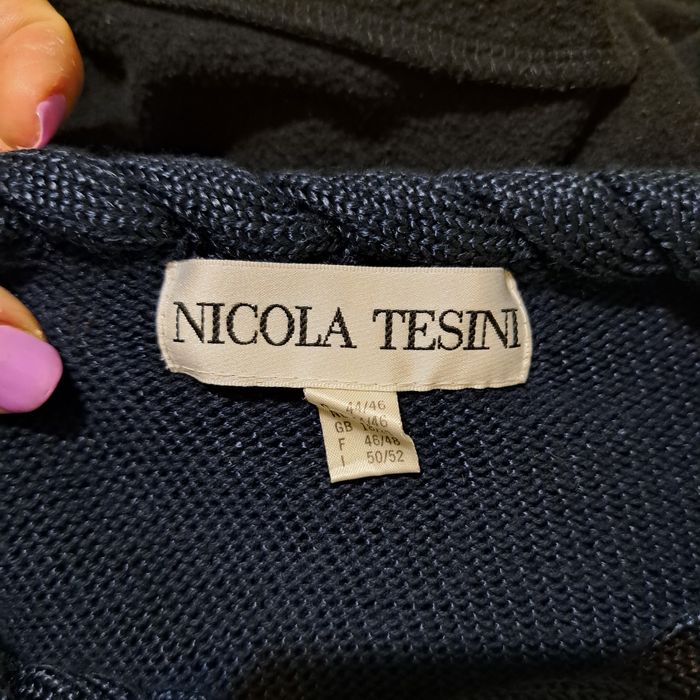 NICOLA TESINI
44/46
GB
F 46/48
I 50/52